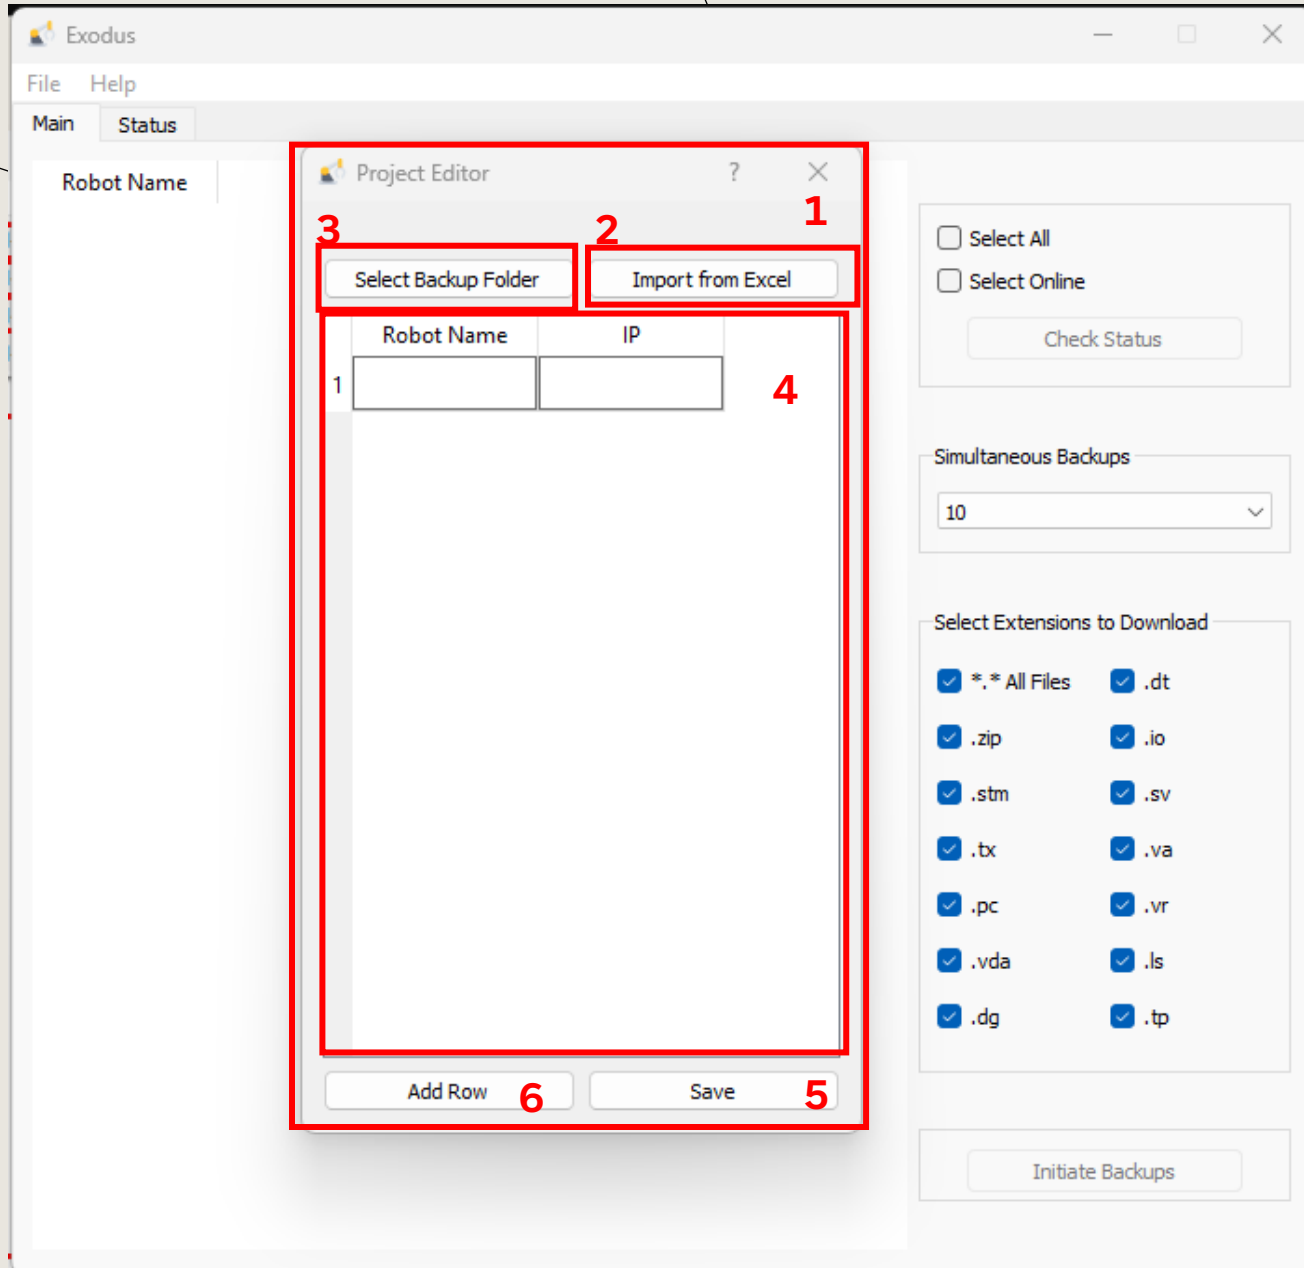 Exodus
File Help
Main Status
Robot Name
Project Editor ?
1
3 2
Select Backup Folder Import from Excel
Robot Name IP
1
4
Add Row 6 Save 5
Select All
Select Online
Check Status
Simultaneous Backups
10
Select Extensions to Download
*.* All Files .dt
.zip .io
.stm .sv
.tx .va
.pc .vr
.vda .ls
.dg .tp
Initiate Backups